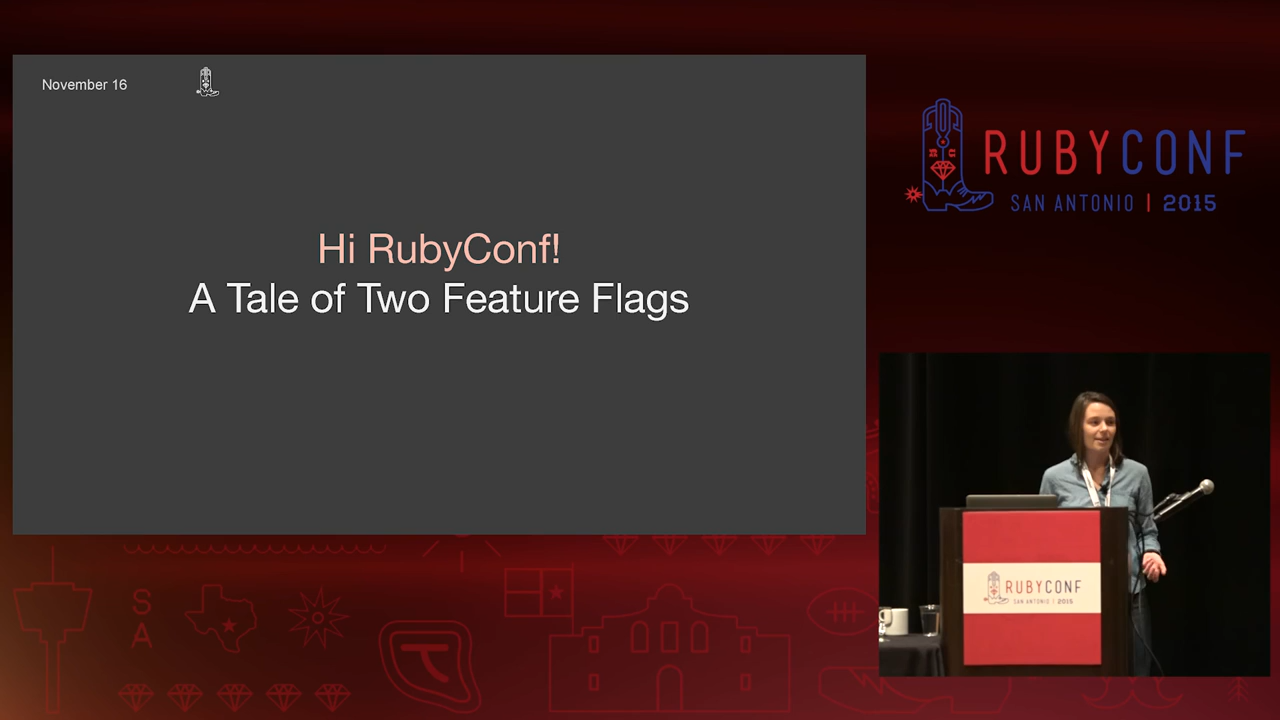 November 16
Hi RubyConf!
A Tale of Two Feature Flags
RUBYCONF
SAN ANTONIO | 2015
RUBYCONF
SAN ANTONIO | 2015
S
A